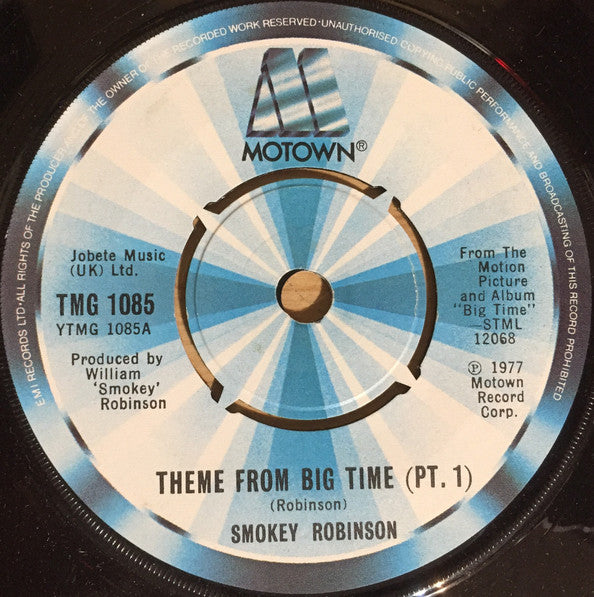 EMI RECORDS LTD·ALL RIGHTS OF THE PRODUCER AND OF THE OWNER OF THE RECORDED WORK RESERVED·UNAUTHORISED COPYING PUBLIC PERFORMANCE AND BROADCASTING OF THIS RECORD PROHIBITED
MOTOWN®
Jobete Music
(UK) Ltd.
TMG 1085
YTMG 1085A
Produced by
William
'Smokey'
Robinson
From The
Motion
Picture
and Album
"Big Time"
—STML
12068
℗ 1977
Motown
Record
Corp.
THEME FROM BIG TIME (PT. 1)
(Robinson)
SMOKEY ROBINSON